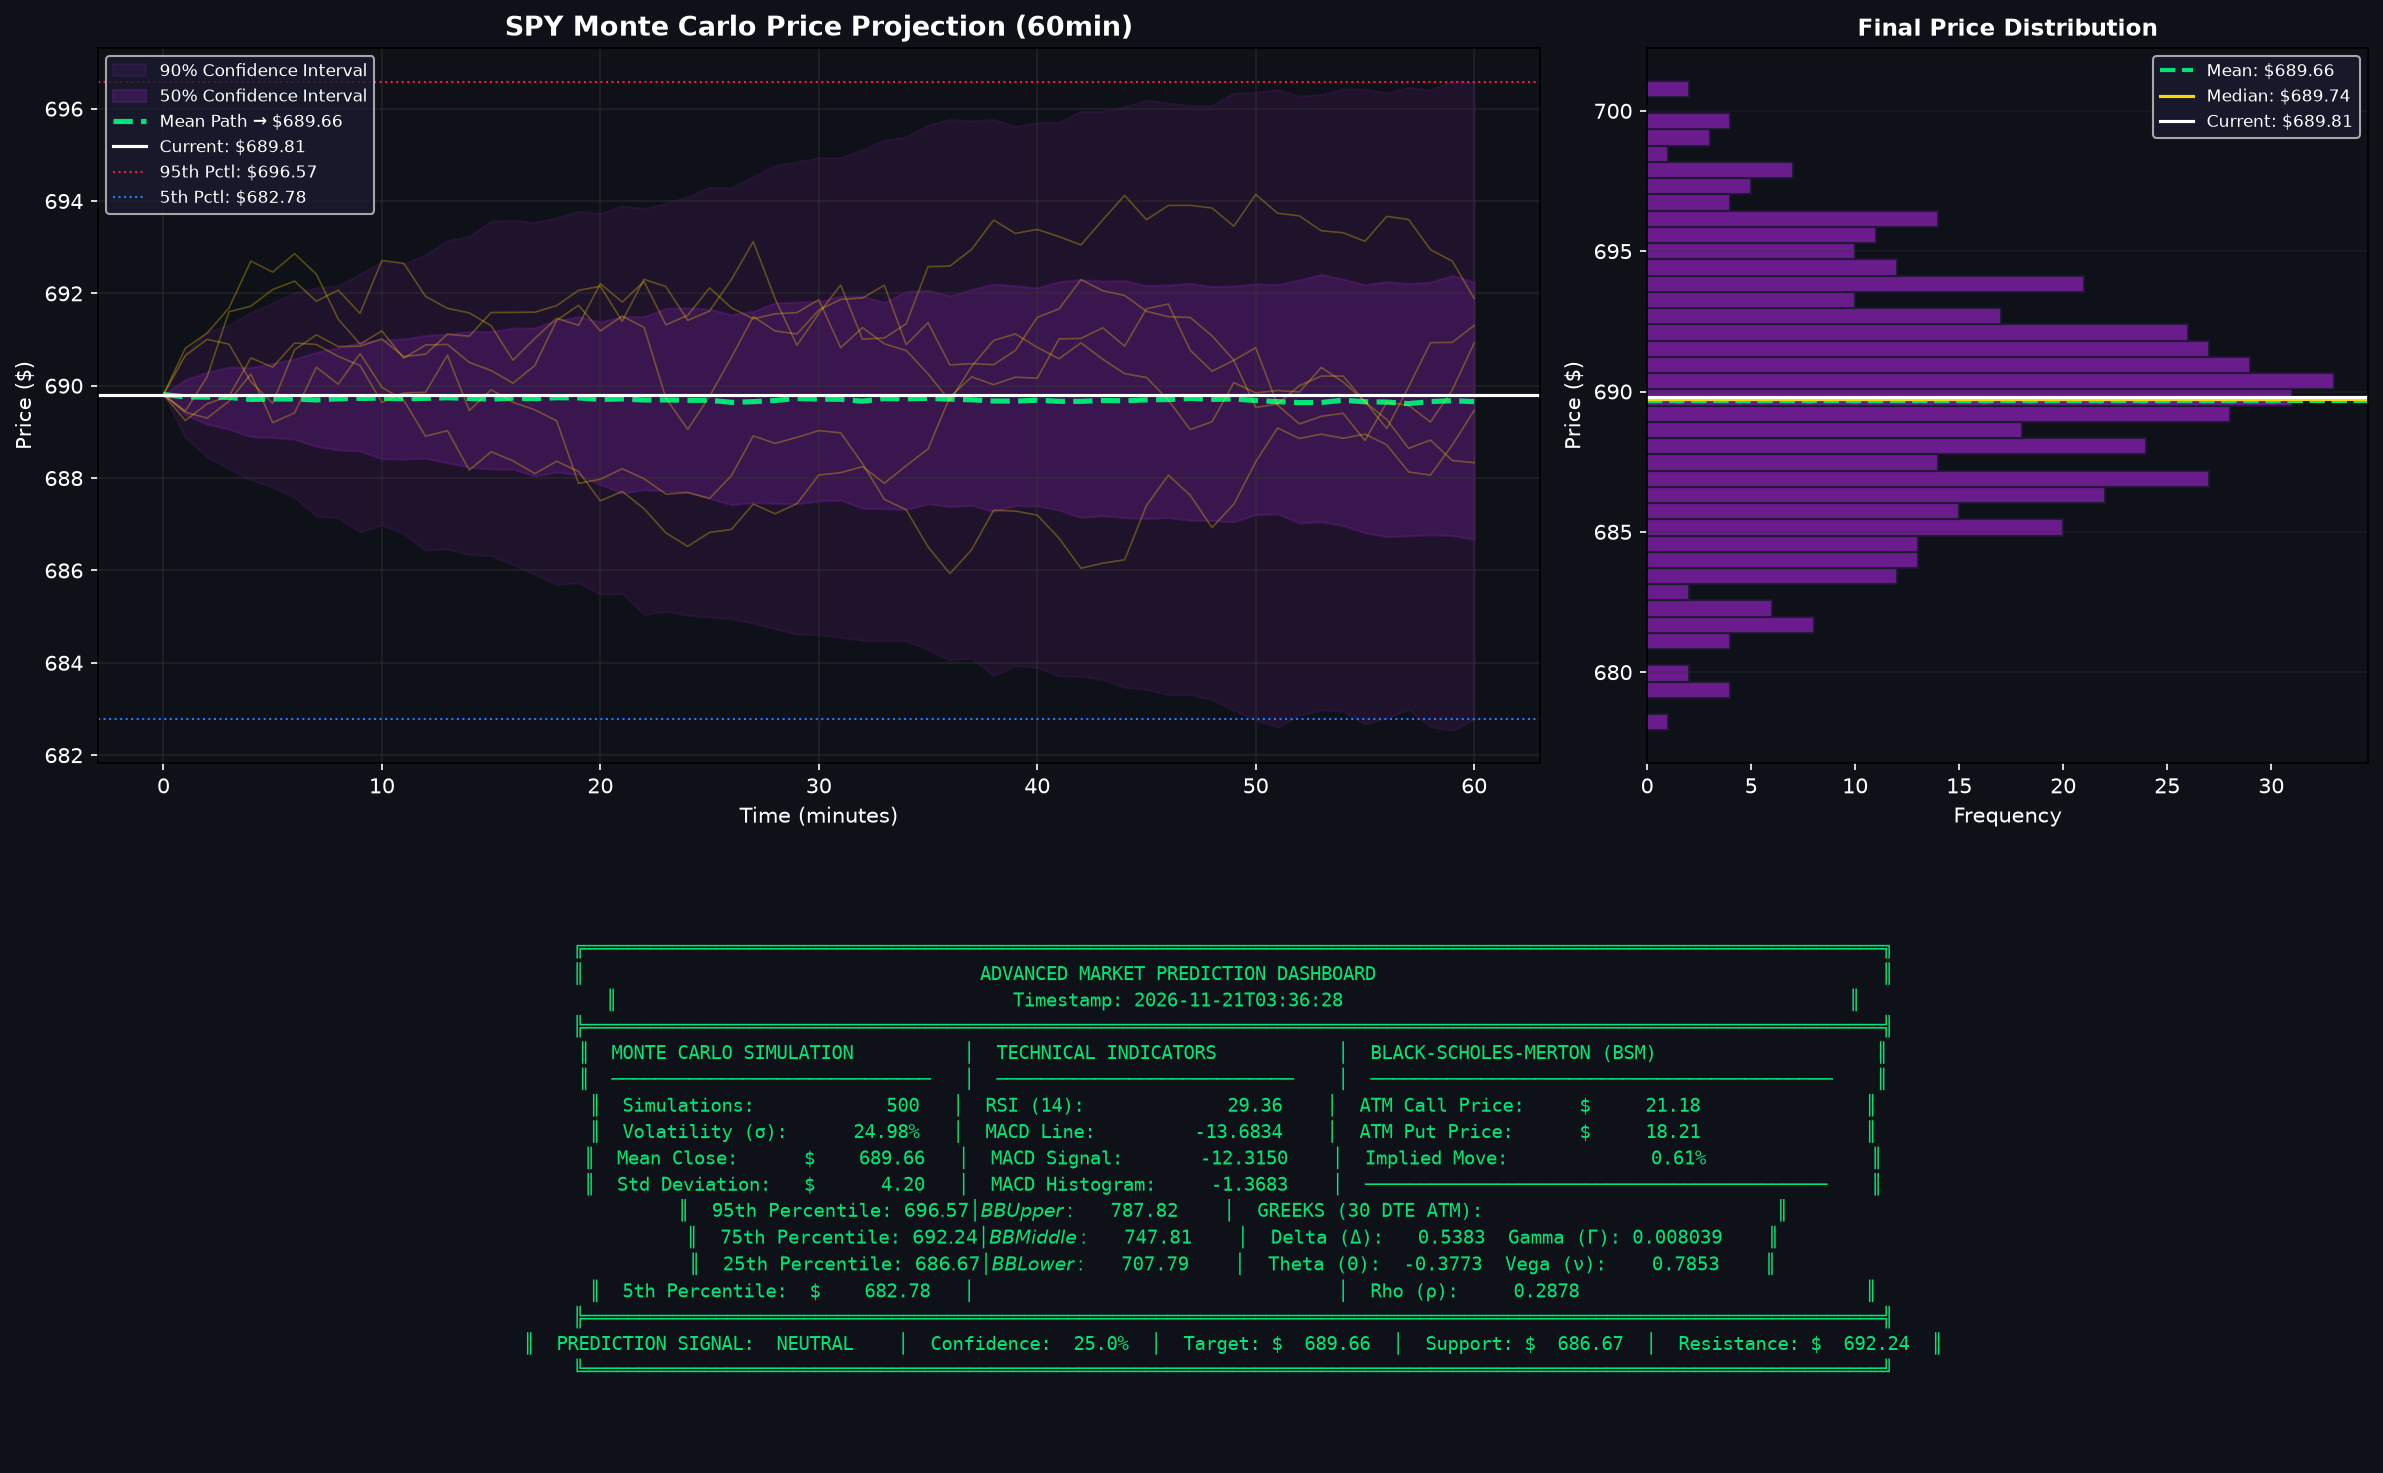 SPY Monte Carlo Price Projection (60min)
90% Confidence Interval
50% Confidence Interval
Mean Path → $689.66
Current: $689.81
95th Pctl: $696.57
5th Pctl: $682.78
696
694
692
690
688
686
684
682
Price ($)
0 10 20 30 40 50 60
Time (minutes)
Final Price Distribution
Mean: $689.66
Median: $689.74
Current: $689.81
700
695
690
685
680
Price ($)
0 5 10 15 20 25 30
Frequency
ADVANCED MARKET PREDICTION DASHBOARD
Timestamp: 2026-11-21T03:36:28
MONTE CARLO SIMULATION │ TECHNICAL INDICATORS │ BLACK-SCHOLES-MERTON (BSM)
Simulations: 500 │ RSI (14): 29.36 │ ATM Call Price: $ 21.18
Volatility (σ): 24.98% │ MACD Line: -13.6834 │ ATM Put Price: $ 18.21
Mean Close: $ 689.66 │ MACD Signal: -12.3150 │ Implied Move: 0.61%
Std Deviation: $ 4.20 │ MACD Histogram: -1.3683 │
95th Percentile: 696.57│BBUpper: 787.82 │ GREEKS (30 DTE ATM):
75th Percentile: 692.24│BBMiddle: 747.81 │ Delta (Δ): 0.5383 Gamma (Γ): 0.008039
25th Percentile: 686.67│BBLower: 707.79 │ Theta (Θ): -0.3773 Vega (ν): 0.7853
5th Percentile: $ 682.78 │ │ Rho (ρ): 0.2878
PREDICTION SIGNAL: NEUTRAL │ Confidence: 25.0% │ Target: $ 689.66 │ Support: $ 686.67 │ Resistance: $ 692.24